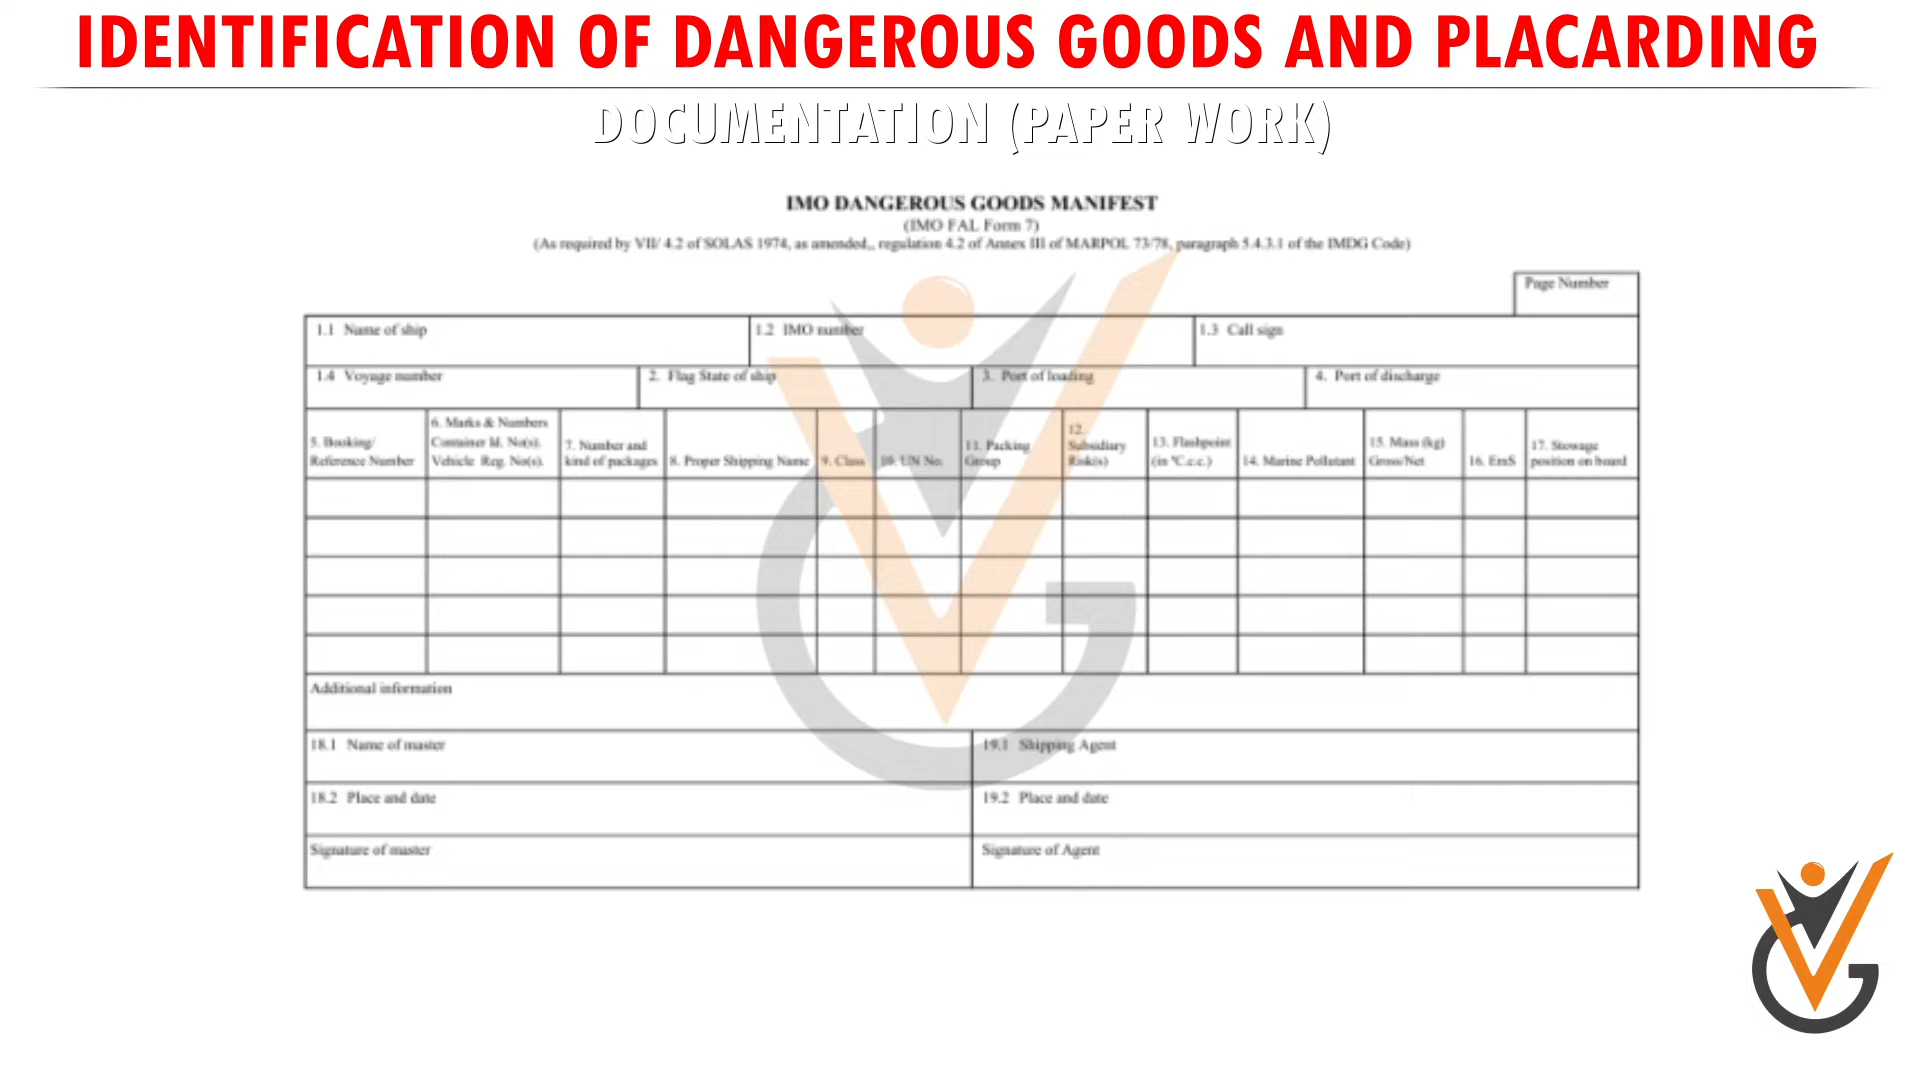 IDENTIFICATION OF DANGEROUS GOODS AND PLACARDING
DOCUMENTATION (PAPER WORK)
IMO DANGEROUS GOODS MANIFEST
(IMO FAL Form 7)
(As required by VII/ 4.2 of SOLAS 1974, as amended,, regulation 4.2 of Annex III of MARPOL 73/78, paragraph 5.4.3.1 of the IMDG Code)
Page Number
1.1 Name of ship
1.2 IMO number
1.3 Call sign
1.4 Voyage number
2. Flag State of ship
3. Port of loading
4. Port of discharge
5. Booking/
Reference Number
6. Marks & Numbers
Container Id. No(s).
Vehicle Reg. No(s).
7. Number and
kind of packages
8. Proper Shipping Name
9. Class
10. UN No.
11. Packing
Group
12.
Subsidiary
Risk(s)
13. Flashpoint
(in ºC.c.c.)
14. Marine Pollutant
15. Mass (kg)
Gross/Net
16. EmS
17. Stowage
position on board
Additional information
18.1 Name of master
19.1 Shipping Agent
18.2 Place and date
19.2 Place and date
Signature of master
Signature of Agent